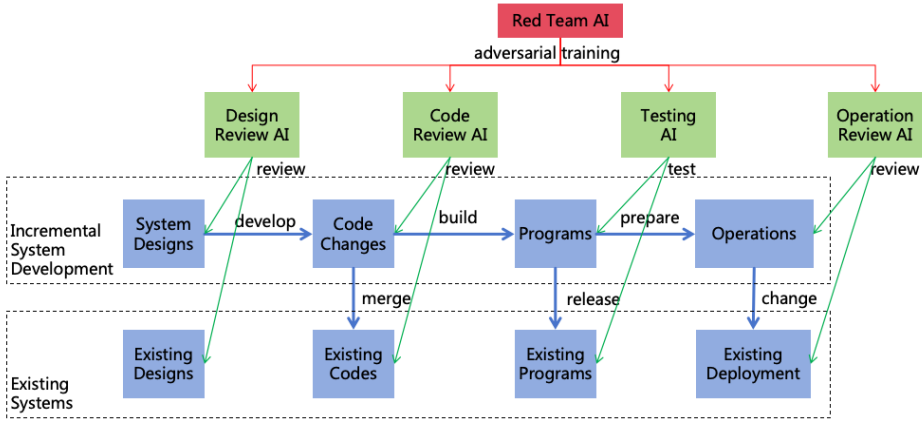 Red Team AI
adversarial training
Design
Review AI
Code
Review AI
Testing
AI
Operation
Review AI
review
review
test
review
System
Designs
develop
Code
Changes
build
Programs
prepare
Operations
Incremental
System
Development
merge
release
change
Existing
Designs
Existing
Codes
Existing
Programs
Existing
Deployment
Existing
Systems